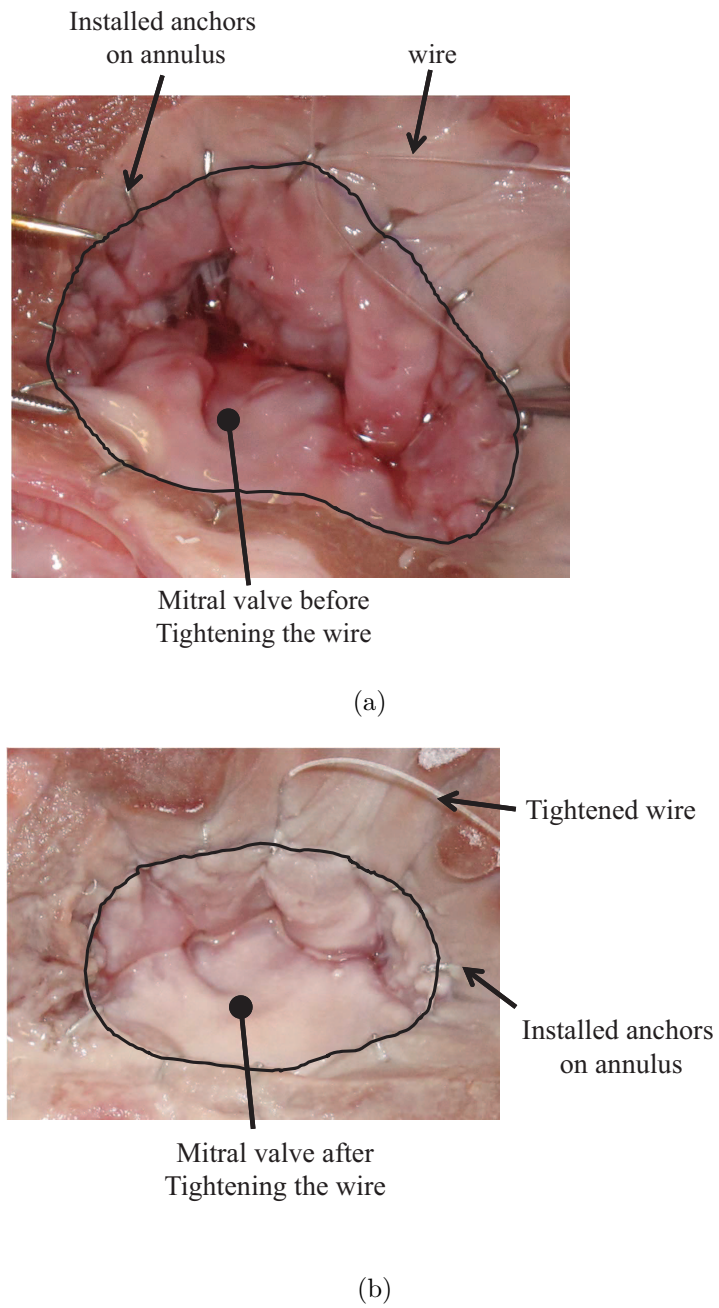 Installed anchors
on annulus
wire
Mitral valve before
Tightening the wire
(a)
Tightened wire
Installed anchors
on annulus
Mitral valve after
Tightening the wire
(b)